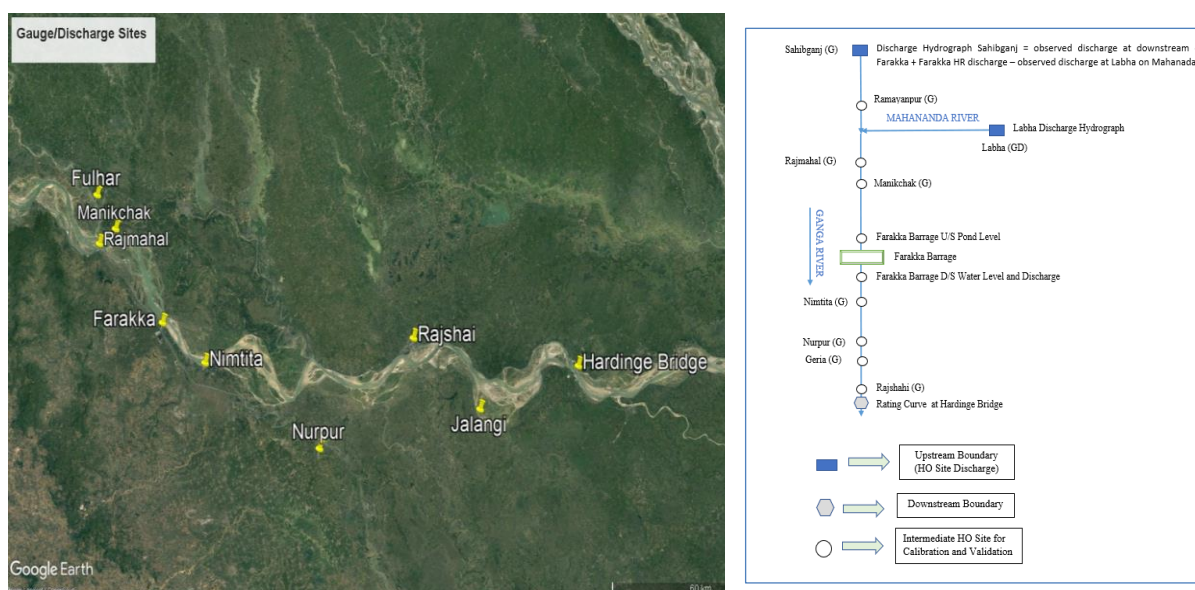 Gauge/Discharge Sites
Fulhar
Manikchak
Rajmahal
Farakka
Nimtita
Rajshai
Hardinge Bridge
Jalangi
Nurpur
Google Earth
60 km
Sahibganj (G)
Discharge Hydrograph Sahibganj = observed discharge at downstream
Farakka + Farakka HR discharge – observed discharge at Labha on Mahanada
Ramayanpur (G)
MAHANANDA RIVER
Labha Discharge Hydrograph
Labha (GD)
Rajmahal (G)
Manikchak (G)
GANGA RIVER
Farakka Barrage U/S Pond Level
Farakka Barrage
Farakka Barrage D/S Water Level and Discharge
Nimtita (G)
Nurpur (G)
Geria (G)
Rajshahi (G)
Rating Curve at Hardinge Bridge
Upstream Boundary
(HO Site Discharge)
Downstream Boundary
Intermediate HO Site for
Calibration and Validation